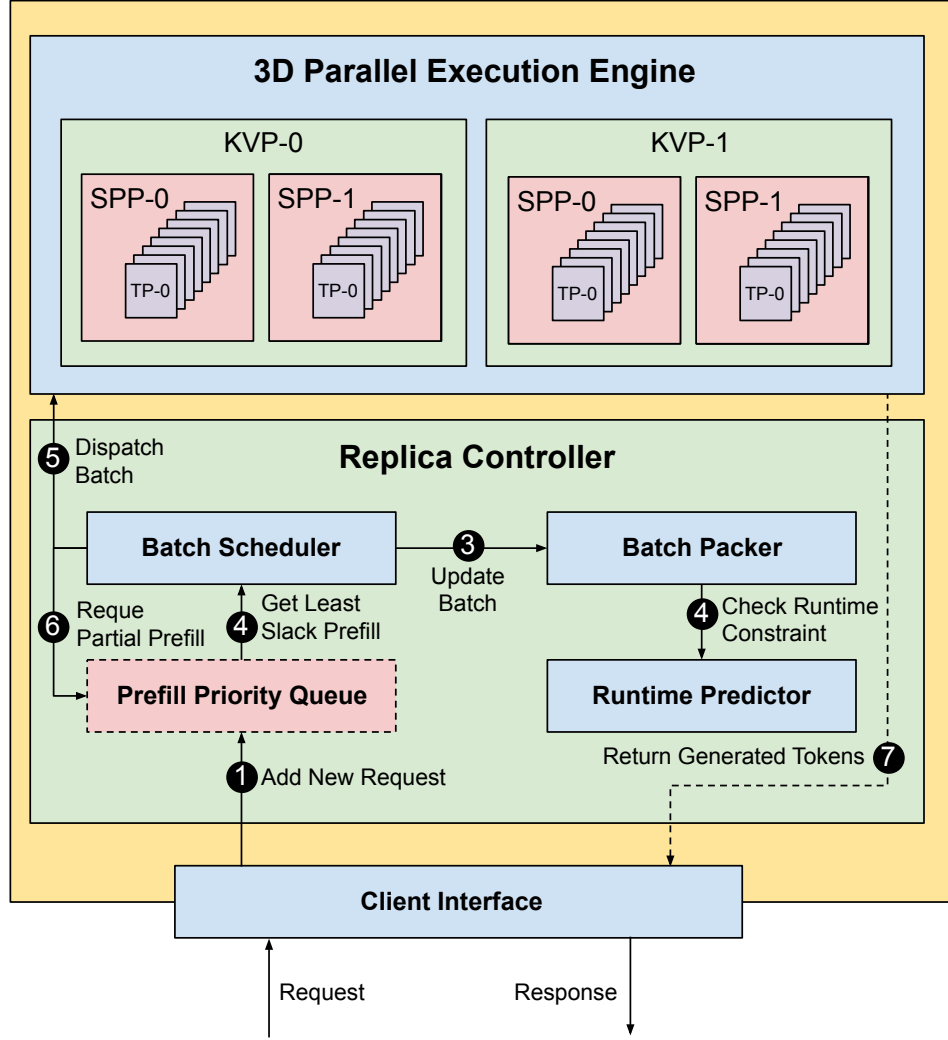 3D Parallel Execution Engine
KVP-0
KVP-1
SPP-0
SPP-1
SPP-0
SPP-1
TP-0
TP-0
TP-0
TP-0
5
Dispatch
Batch
Replica Controller
Batch Scheduler
3
Update
Batch
Batch Packer
6
Reque
Partial Prefill
4
Get Least
Slack Prefill
4
Check Runtime
Constraint
Prefill Priority Queue
Runtime Predictor
1
Add New Request
Return Generated Tokens
7
Client Interface
Request
Response